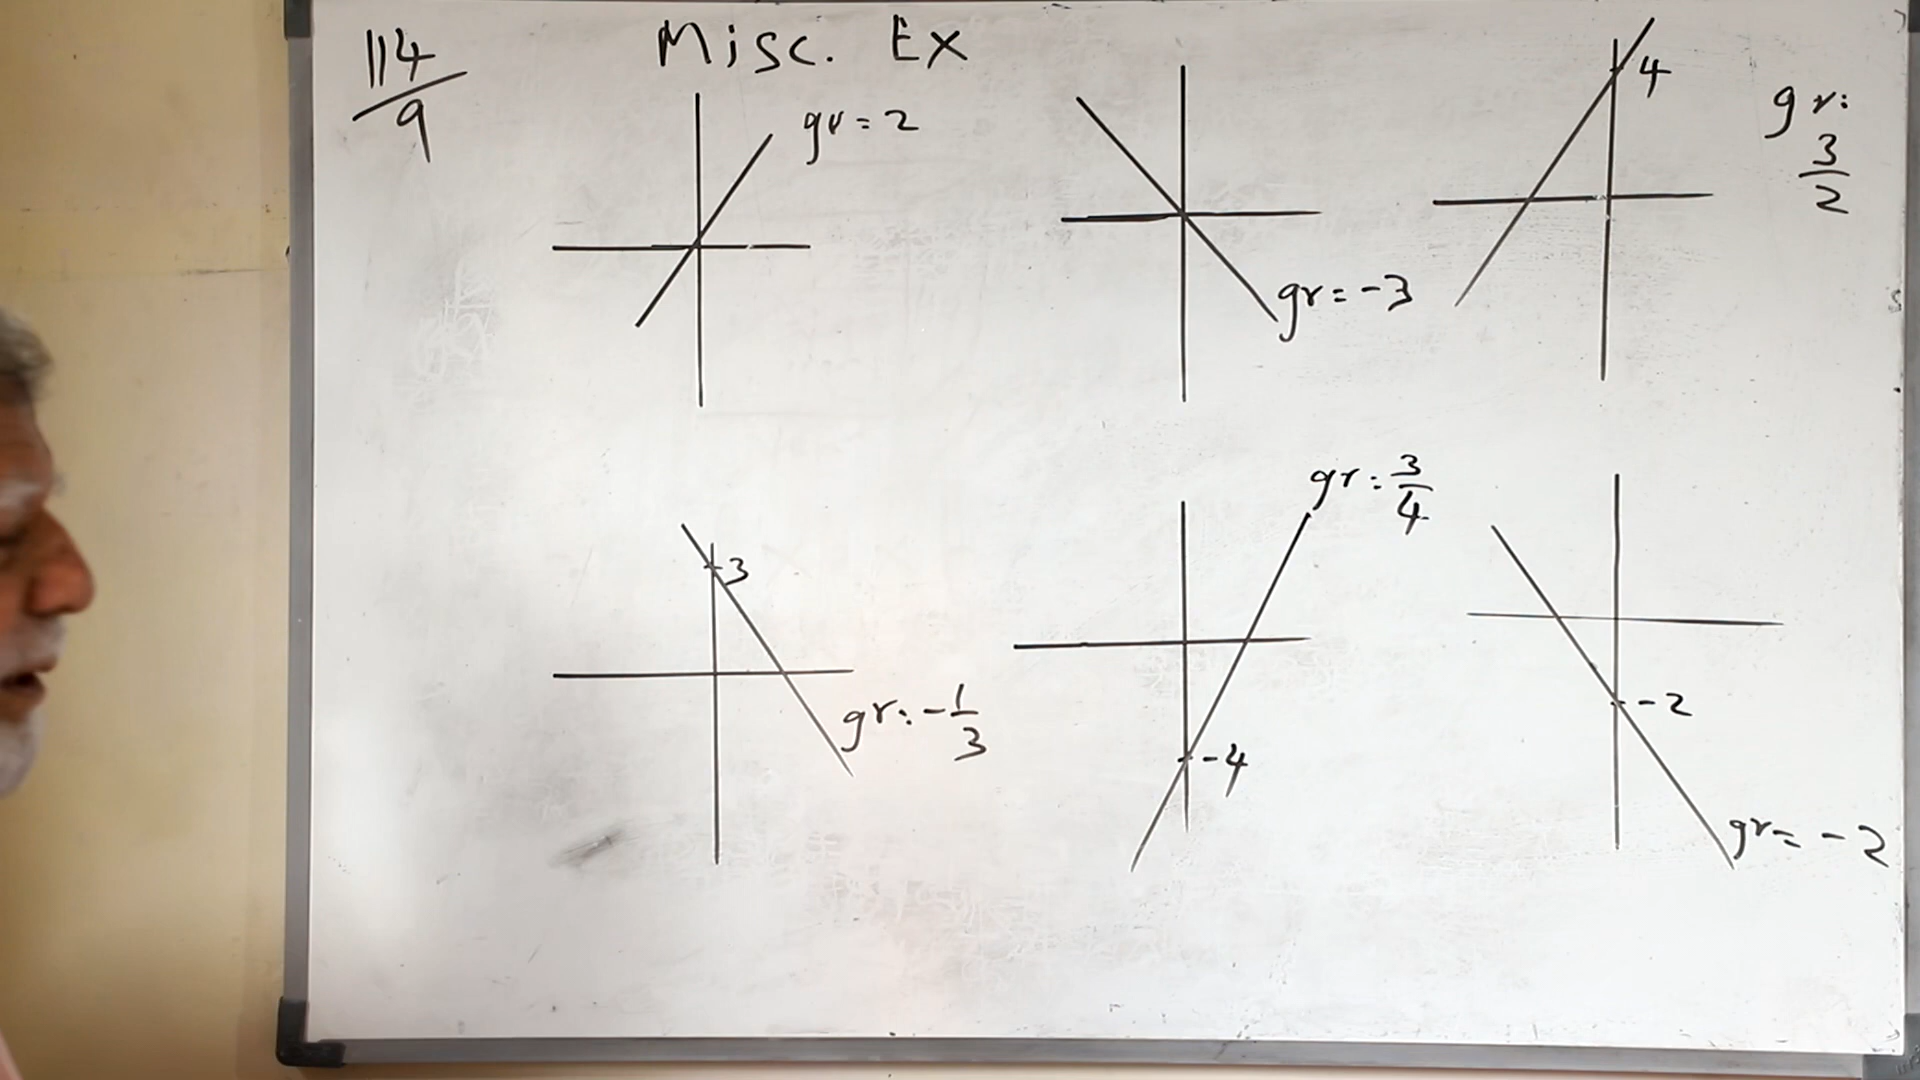 114/9
Misc. Ex
gr = 2
gr = -3
4
gr: 3/2
3
gr: -1/3
gr: 3/4
-4
-2
gr = -2